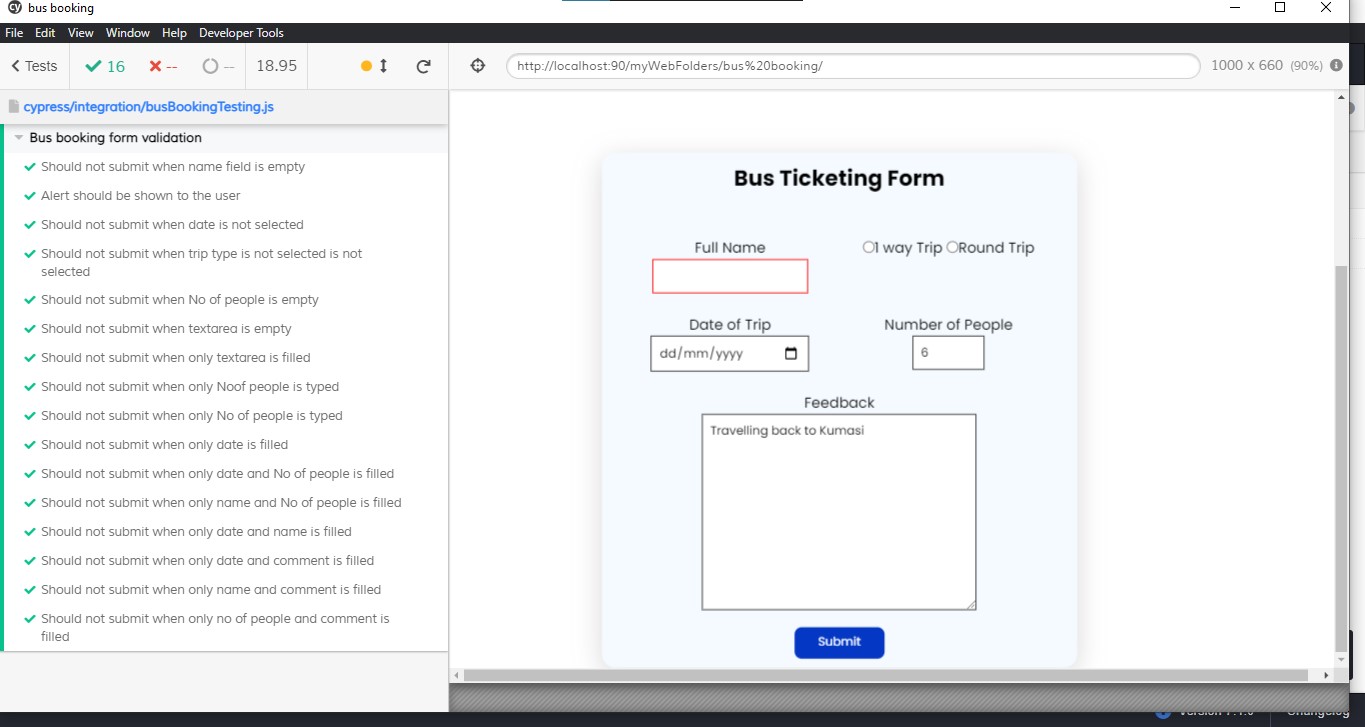 bus booking
File Edit View Window Help Developer Tools
Tests 16 -- -- 18.95
http://localhost:90/myWebFolders/bus%20booking/ 1000 x 660 (90%)
cypress/integration/busBookingTesting.js
Bus booking form validation
Should not submit when name field is empty
Alert should be shown to the user
Should not submit when date is not selected
Should not submit when trip type is not selected is not
selected
Should not submit when No of people is empty
Should not submit when textarea is empty
Should not submit when only textarea is filled
Should not submit when only Noof people is typed
Should not submit when only No of people is typed
Should not submit when only date is filled
Should not submit when only date and No of people is filled
Should not submit when only name and No of people is filled
Should not submit when only date and name is filled
Should not submit when only date and comment is filled
Should not submit when only name and comment is filled
Should not submit when only no of people and comment is
filled
Bus Ticketing Form
Full Name
1 way Trip Round Trip
Date of Trip
Number of People
dd/mm/yyyy
6
Feedback
Travelling back to Kumasi
Submit
Changelog